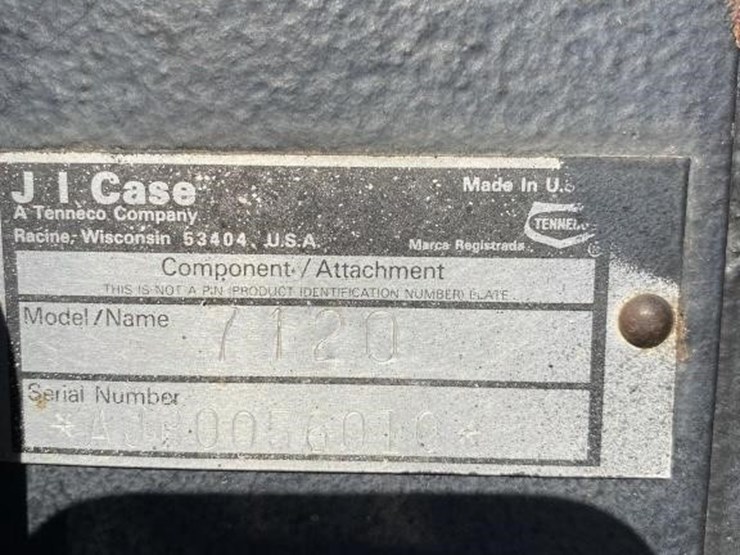 J I Case
A Tenneco Company
Racine, Wisconsin 53404, U.S.A.
Made In U.S
TENNE
Marca Registrada
Component / Attachment
THIS IS NOT A P.I.N (PRODUCT IDENTIFICATION NUMBER) PLATE
Model/Name 7120
Serial Number